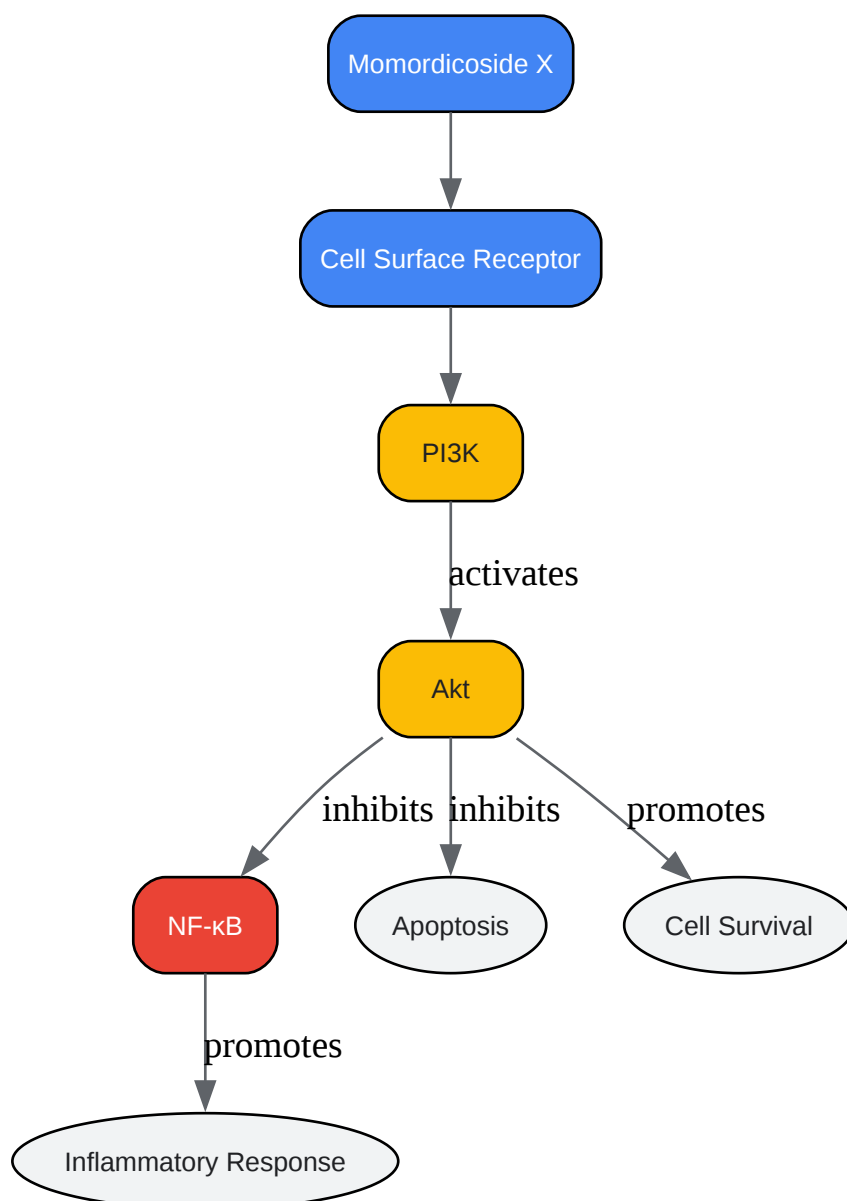 Momordicoside X
Cell Surface Receptor
PI3K
activates
Akt
inhibits
inhibits
promotes
NF-κB
Apoptosis
Cell Survival
promotes
Inflammatory Response